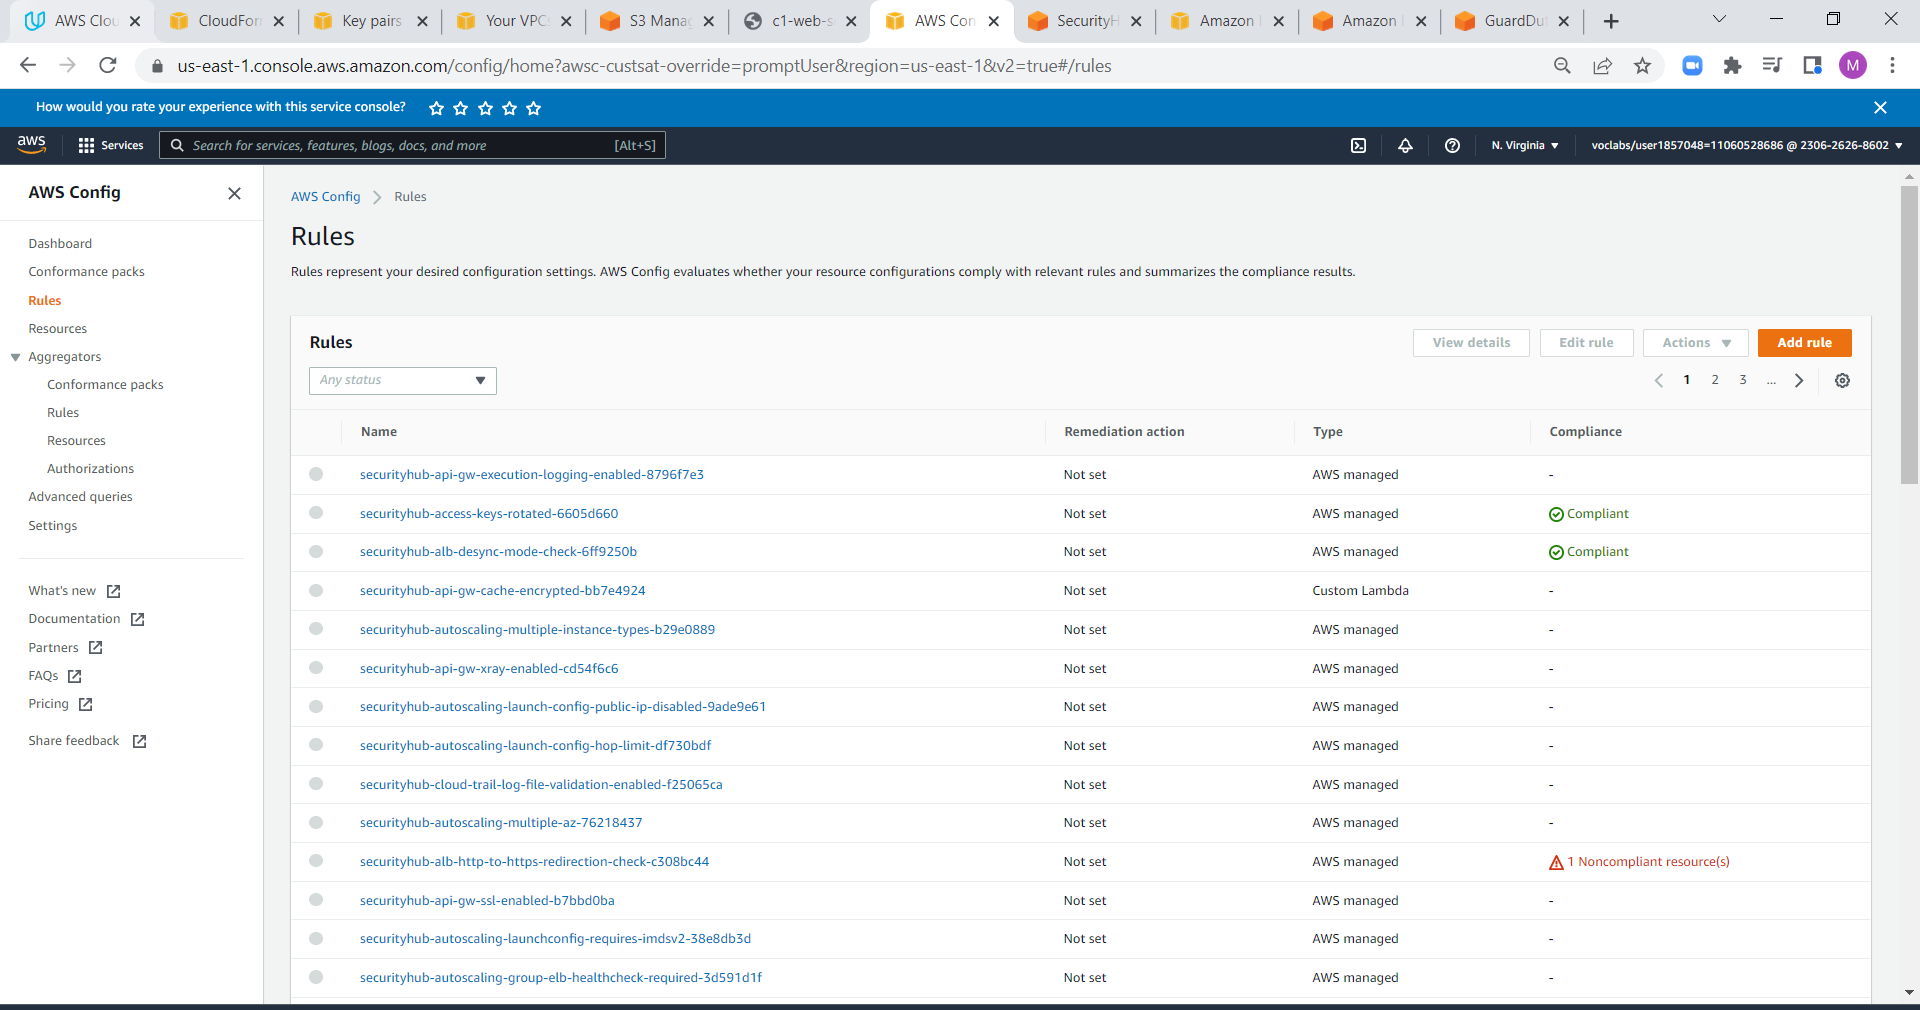 AWS Clou
CloudFor
Key pairs
Your VPC
S3 Mana
c1-web-s
AWS Con
SecurityH
Amazon
Amazon
GuardDu
us-east-1.console.aws.amazon.com/config/home?awsc-custsat-override=promptUser&region=us-east-1&v2=true#/rules
M
How would you rate your experience with this service console?
aws
Services
Search for services, features, blogs, docs, and more
[Alt+S]
N. Virginia
voclabs/user1857048=11060528686 @ 2306-2626-8602
AWS Config
Dashboard
Conformance packs
Rules
Resources
Aggregators
Conformance packs
Rules
Resources
Authorizations
Advanced queries
Settings
What's new
Documentation
Partners
FAQs
Pricing
Share feedback
AWS Config > Rules
Rules
Rules represent your desired configuration settings. AWS Config evaluates whether your resource configurations comply with relevant rules and summarizes the compliance results.
Rules
View details
Edit rule
Actions
Add rule
Any status
1 2 3 ...
Name Remediation action Type Compliance
securityhub-api-gw-execution-logging-enabled-8796f7e3 Not set AWS managed -
securityhub-access-keys-rotated-6605d660 Not set AWS managed Compliant
securityhub-alb-desync-mode-check-6ff9250b Not set AWS managed Compliant
securityhub-api-gw-cache-encrypted-bb7e4924 Not set Custom Lambda -
securityhub-autoscaling-multiple-instance-types-b29e0889 Not set AWS managed -
securityhub-api-gw-xray-enabled-cd54f6c6 Not set AWS managed -
securityhub-autoscaling-launch-config-public-ip-disabled-9ade9e61 Not set AWS managed -
securityhub-autoscaling-launch-config-hop-limit-df730bdf Not set AWS managed -
securityhub-cloud-trail-log-file-validation-enabled-f25065ca Not set AWS managed -
securityhub-autoscaling-multiple-az-76218437 Not set AWS managed -
securityhub-alb-http-to-https-redirection-check-c308bc44 Not set AWS managed 1 Noncompliant resource(s)
securityhub-api-gw-ssl-enabled-b7bbd0ba Not set AWS managed -
securityhub-autoscaling-launchconfig-requires-imdsv2-38e8db3d Not set AWS managed -
securityhub-autoscaling-group-elb-healthcheck-required-3d591d1f Not set AWS managed -